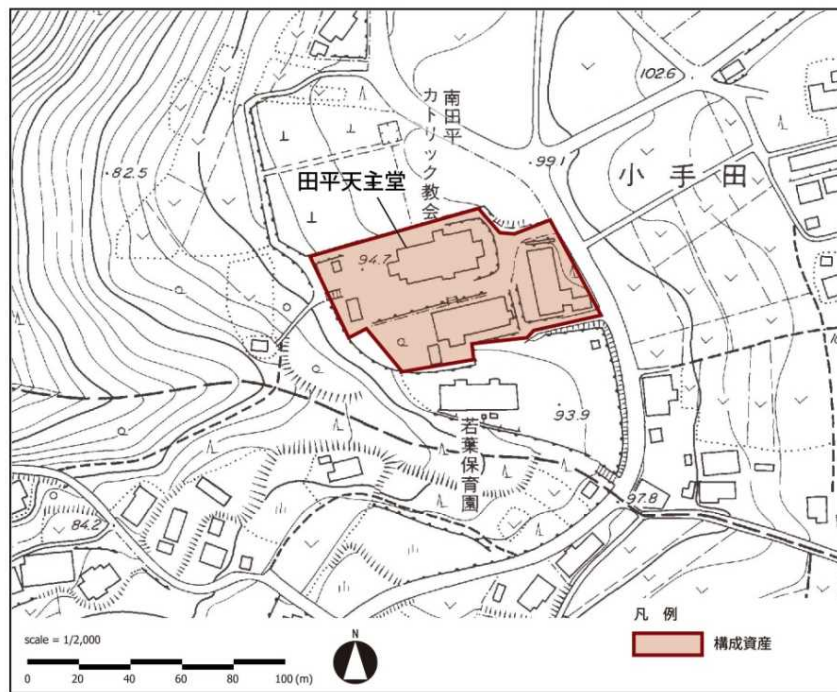 102.6
南田平
カトリック教会
99.1
小手田
82.5
田平天主堂
94.7
93.9
若葉保育園
97.8
84.2
凡 例
構成資産
scale = 1/2,000
N
0 20 40 60 80 100 (m)